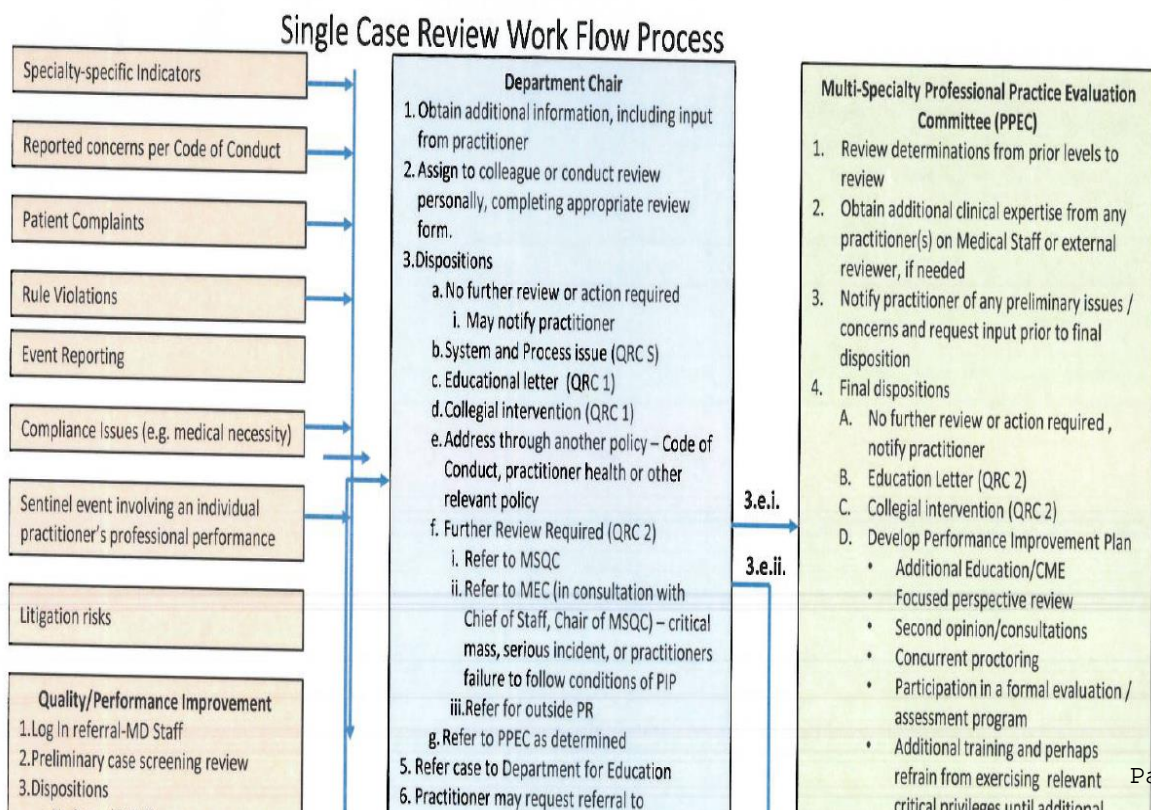 Single Case Review Work Flow Process
Specialty-specific Indicators
Reported concerns per Code of Conduct
Patient Complaints
Rule Violations
Event Reporting
Compliance Issues (e.g. medical necessity)
Sentinel event involving an individual
practitioner's professional performance
Litigation risks
Quality/Performance Improvement
1.Log In referral-MD Staff
2.Preliminary case screening review
3.Dispositions
Department Chair
1. Obtain additional information, including input
from practitioner
2. Assign to colleague or conduct review
personally, completing appropriate review
form.
3.Dispositions
a. No further review or action required
i. May notify practitioner
b. System and Process issue (QRC S)
c. Educational letter (QRC 1)
d. Collegial intervention (QRC 1)
e. Address through another policy – Code of
Conduct, practitioner health or other
relevant policy
f. Further Review Required (QRC 2)
i. Refer to MSQC
ii. Refer to MEC (in consultation with
Chief of Staff, Chair of MSQC) – critical
mass, serious incident, or practitioners
failure to follow conditions of PIP
iii.Refer for outside PR
g. Refer to PPEC as determined
5. Refer case to Department for Education
6. Practitioner may request referral to
3.e.i.
3.e.ii.
Multi-Specialty Professional Practice Evaluation
Committee (PPEC)
1. Review determinations from prior levels to
review
2. Obtain additional clinical expertise from any
practitioner(s) on Medical Staff or external
reviewer, if needed
3. Notify practitioner of any preliminary issues /
concerns and request input prior to final
disposition
4. Final dispositions
A. No further review or action required ,
notify practitioner
B. Education Letter (QRC 2)
C. Collegial intervention (QRC 2)
D. Develop Performance Improvement Plan
• Additional Education/CME
• Focused perspective review
• Second opinion/consultations
• Concurrent proctoring
• Participation in a formal evaluation /
assessment program
• Additional training and perhaps
refrain from exercising relevant
critical privileges until additional
Pa